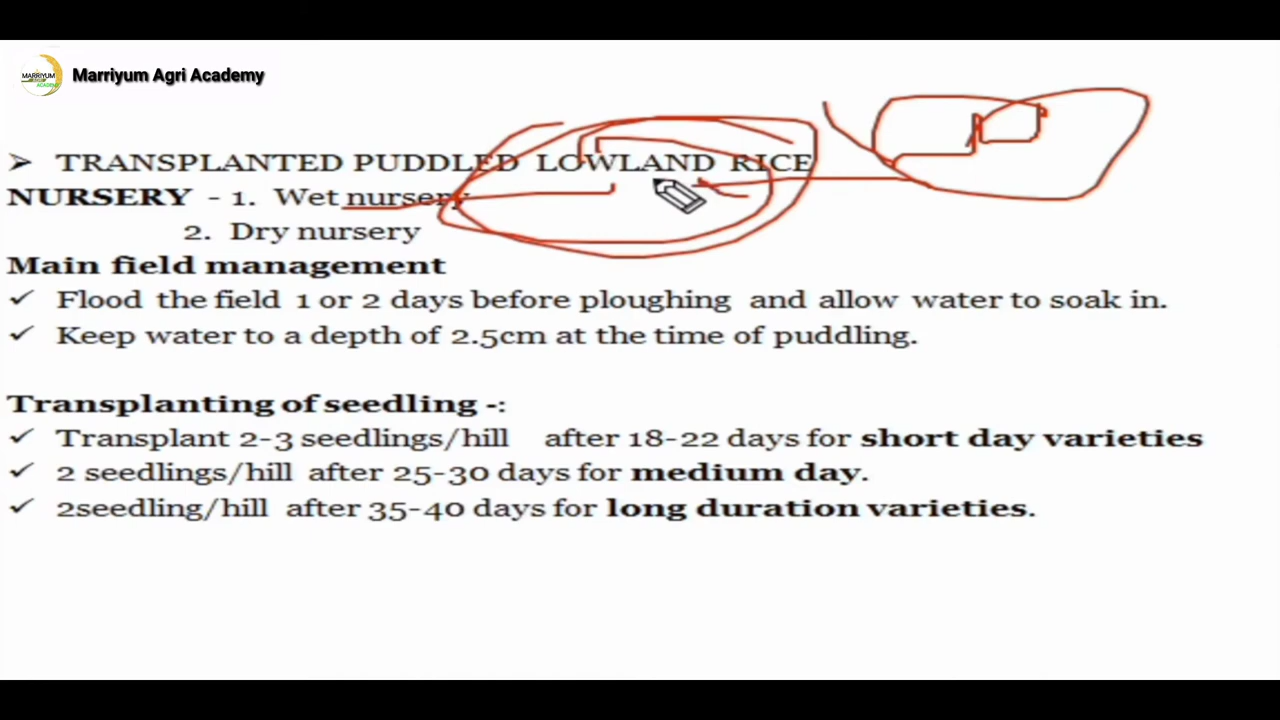 MARRIYUM
Marriyum Agri Academy
➤ TRANSPLANTED PUDDLED LOWLAND RICE
NURSERY - 1. Wet nursery
2. Dry nursery
Main field management
✓ Flood the field 1 or 2 days before ploughing and allow water to soak in.
✓ Keep water to a depth of 2.5cm at the time of puddling.
Transplanting of seedling -:
✓ Transplant 2-3 seedlings/hill after 18-22 days for short day varieties
✓ 2 seedlings/hill after 25-30 days for medium day.
✓ 2seedling/hill after 35-40 days for long duration varieties.